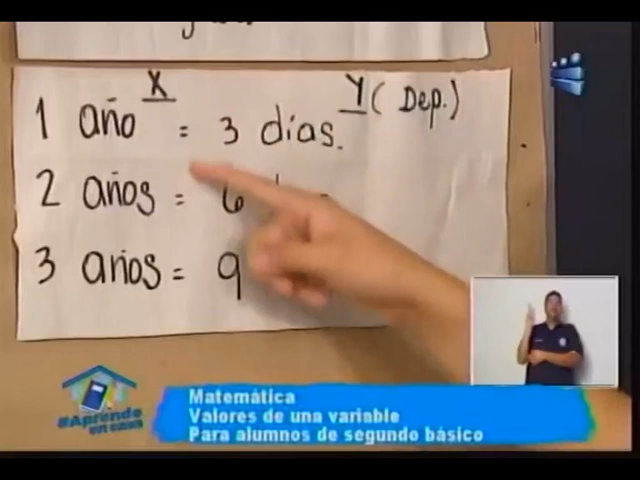 X
Y (Dep.)
1 año = 3 días.
2 años = 6
3 años = 9
#Aprendo
en casa
Matemática
Valores de una variable
Para alumnos de segundo básico